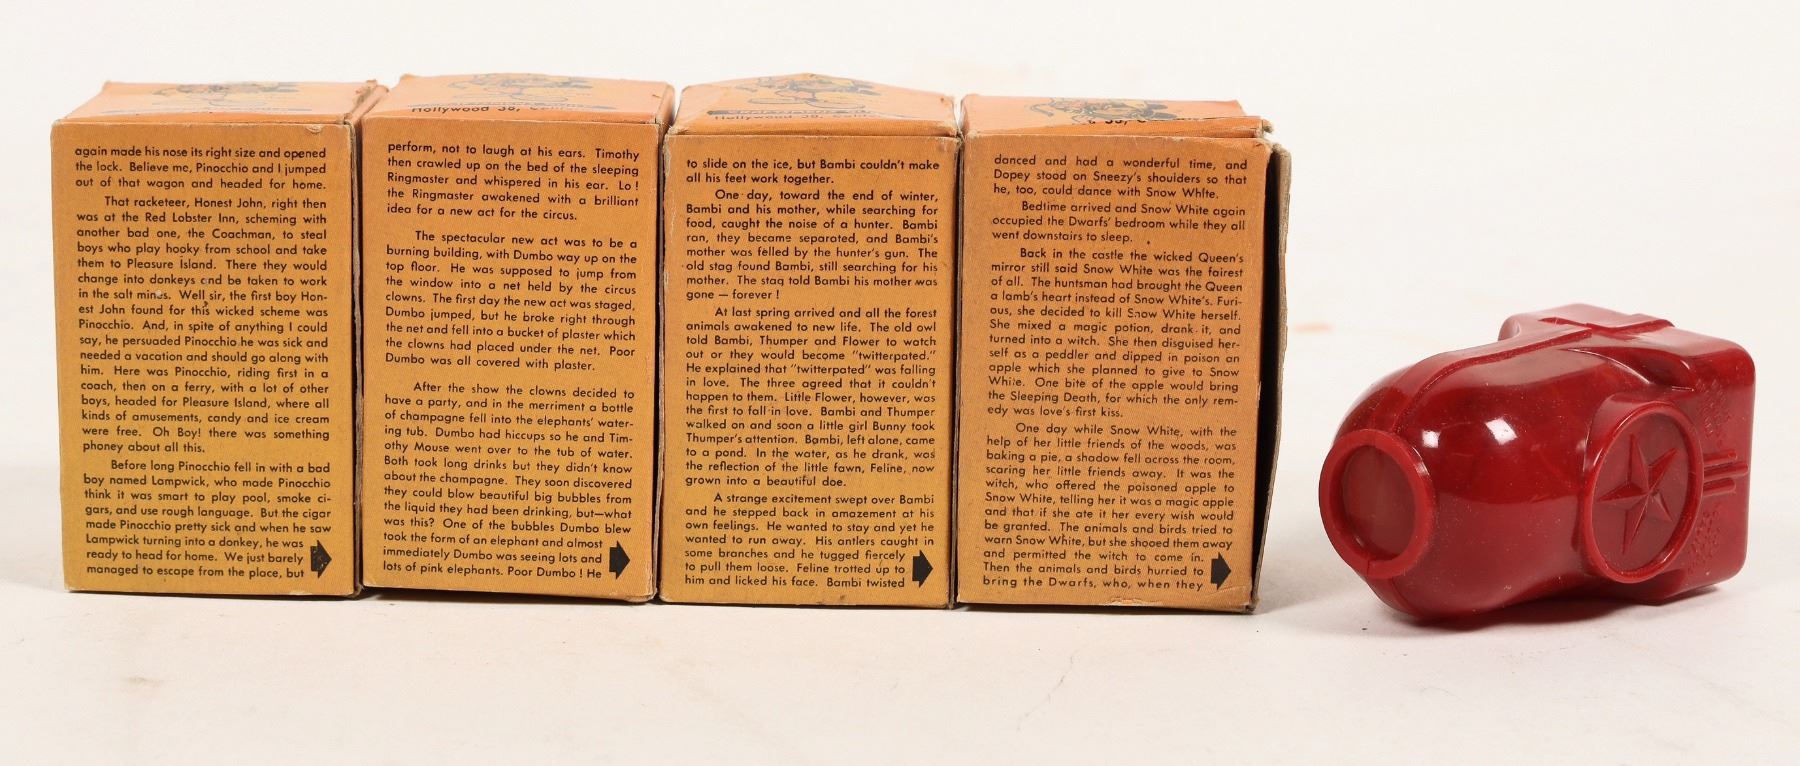 again made his nose its right size and opened
the lock. Believe me, Pinocchio and I jumped
out of that wagon and headed for home.
That racketeer, Honest John, right then
was at the Red Lobster Inn, scheming with
another bad one, the Coachman, to steal
boys who play hooky from school and take
them to Pleasure Island. There they would
change into donkeys and be taken to work
in the salt mines. Well sir, the first boy Hon-
est John found for this wicked scheme was
Pinocchio. And, in spite of anything I could
say, he persuaded Pinocchio he was sick and
needed a vacation and should go along with
him. Here was Pinocchio, riding first in a
coach, then on a ferry, with a lot of other
boys, headed for Pleasure Island, where all
kinds of amusements, candy and ice cream
were free. Oh Boy! there was something
phoney about all this.
Before long Pinocchio fell in with a bad
boy named Lampwick, who made Pinocchio
think it was smart to play pool, smoke ci-
gars, and use rough language. But the cigar
made Pinocchio pretty sick and when he saw
Lampwick turning into a donkey, he was
ready to head for home. We just barely
managed to escape from the place, but
Hollywood 38, Calif.
perform, not to laugh at his ears. Timothy
then crawled up on the bed of the sleeping
Ringmaster and whispered in his ear. Lo!
the Ringmaster awakened with a brilliant
idea for a new act for the circus.
The spectacular new act was to be a
burning building, with Dumbo way up on the
top floor. He was supposed to jump from
the window into a net held by the circus
clowns. The first day the new act was staged,
Dumbo jumped, but he broke right through
the net and fell into a bucket of plaster which
the clowns had placed under the net. Poor
Dumbo was all covered with plaster.
After the show the clowns decided to
have a party, and in the merriment a bottle
of champagne fell into the elephants' water-
ing tub. Dumbo had hiccups so he and Tim-
othy Mouse went over to the tub of water.
Both took long drinks but they didn't know
about the champagne. They soon discovered
they could blow beautiful big bubbles from
the liquid they had been drinking, but—what
was this? One of the bubbles Dumbo blew
took the form of an elephant and almost
immediately Dumbo was seeing lots and
lots of pink elephants. Poor Dumbo! He
Hollywood 38, Calif.
to slide on the ice, but Bambi couldn't make
all his feet work together.
One day, toward the end of winter,
Bambi and his mother, while searching for
food, caught the noise of a hunter. Bambi
ran, they became separated, and Bambi's
mother was felled by the hunter's gun. The
old stag found Bambi, still searching for his
mother. The stag told Bambi his mother was
gone — forever!
At last spring arrived and all the forest
animals awakened to new life. The old owl
told Bambi, Thumper and Flower to watch
out or they would become "twitterpated."
He explained that "twitterpated" was falling
in love. The three agreed that it couldn't
happen to them. Little Flower, however, was
the first to fall in love. Bambi and Thumper
walked on and soon a little girl Bunny took
Thumper's attention. Bambi, left alone, came
to a pond. In the water, as he drank, was
the reflection of the little fawn, Feline, now
grown into a beautiful doe.
A strange excitement swept over Bambi
and he stepped back in amazement at his
own feelings. He wanted to stay and yet he
wanted to run away. His antlers caught in
some branches and he tugged fiercely
to pull them loose. Feline trotted up to
him and licked his face. Bambi twisted
danced and had a wonderful time, and
Dopey stood on Sneezy's shoulders so that
he, too, could dance with Snow White.
Bedtime arrived and Snow White again
occupied the Dwarfs' bedroom while they all
went downstairs to sleep.
Back in the castle the wicked Queen's
mirror still said Snow White was the fairest
of all. The huntsman had brought the Queen
a lamb's heart instead of Snow White's. Furi-
ous, she decided to kill Snow White herself.
She mixed a magic potion, drank it, and
turned into a witch. She then disguised her-
self as a peddler and dipped in poison an
apple which she planned to give to Snow
White. One bite of the apple would bring
the Sleeping Death, for which the only rem-
edy was love's first kiss.
One day while Snow White, with the
help of her little friends of the woods, was
baking a pie, a shadow fell across the room,
scaring her little friends away. It was the
witch, who offered the poisoned apple to
Snow White, telling her it was a magic apple
and that if she ate it her every wish would
be granted. The animals and birds tried to
warn Snow White, but she shooed them away
and permitted the witch to come in.
Then the animals and birds hurried to
bring the Dwarfs, who, when they